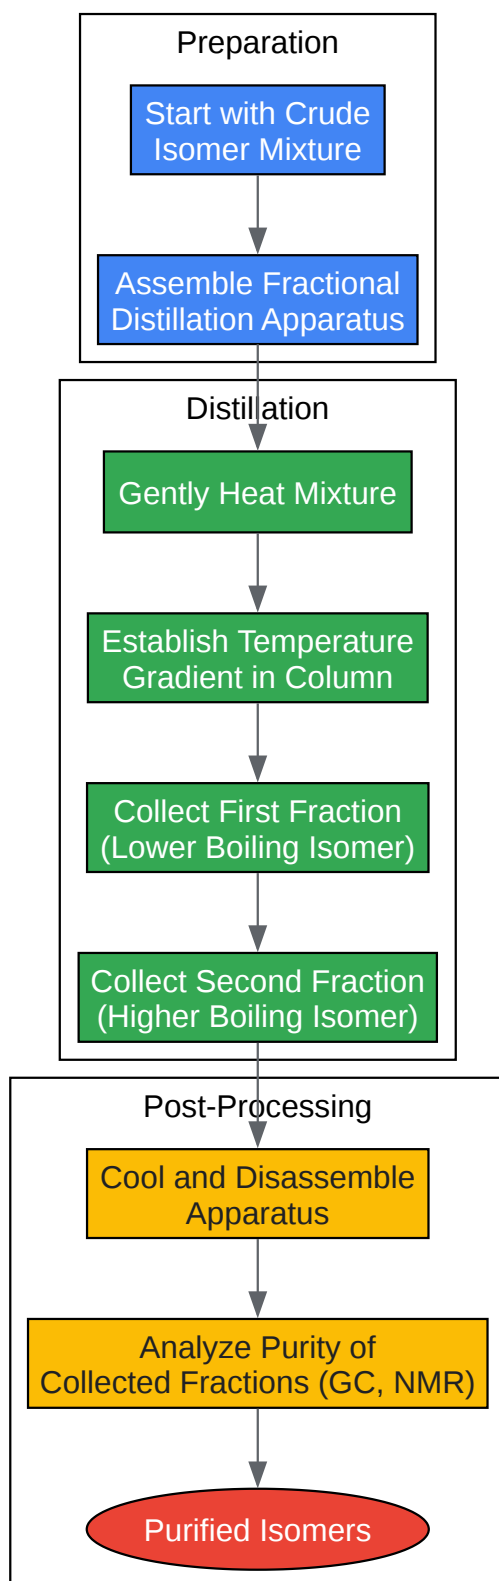 Preparation
Start with Crude
Isomer Mixture
Assemble Fractional
Distillation Apparatus
Distillation
Gently Heat Mixture
Establish Temperature
Gradient in Column
Collect First Fraction
(Lower Boiling Isomer)
Collect Second Fraction
(Higher Boiling Isomer)
Post-Processing
Cool and Disassemble
Apparatus
Analyze Purity of
Collected Fractions (GC, NMR)
Purified Isomers